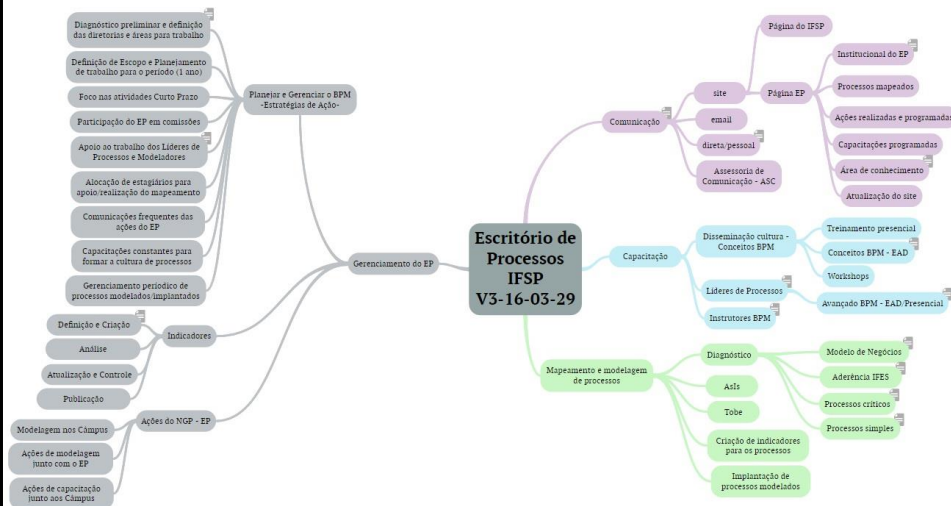 Escritório de
Processos
IFSP
V3-16-03-29
Gerenciamento do EP
Planejar e Gerenciar o BPM
-Estratégias de Ação-
Diagnóstico preliminar e definição
das diretorias e áreas para trabalho
Definição de Escopo e Planejamento
de trabalho para o período (1 ano)
Foco nas atividades Curto Prazo
Participação do EP em comissões
Apoio ao trabalho dos Líderes de
Processos e Modeladores
Alocação de estagiários para
apoio/realização do mapeamento
Comunicações frequentes das
ações do EP
Capacitações constantes para
formar a cultura de processos
Gerenciamento periodico de
processos modelados/implantados
Indicadores
Definição e Criação
Análise
Atualização e Controle
Publicação
Ações do NGP - EP
Modelagem nos Câmpus
Ações de modelagem
junto com o EP
Ações de capacitação
junto aos Câmpus
Comunicação
site
Página do IFSP
Página EP
Institucional do EP
Processos mapeados
Ações realizadas e programadas
Capacitações programadas
Área de conhecimento
Atualização do site
email
direta/pessoal
Assessoria de
Comunicação - ASC
Capacitação
Disseminação cultura -
Conceitos BPM
Treinamento presencial
Conceitos BPM - EAD
Workshops
Líderes de Processos
Avançado BPM - EAD/Presencial
Instrutores BPM
Mapeamento e modelagem
de processos
Diagnóstico
Modelo de Negócios
Aderência IFES
Processos críticos
Processos simples
AsIs
Tobe
Criação de indicadores
para os processos
Implantação de
processos modelados